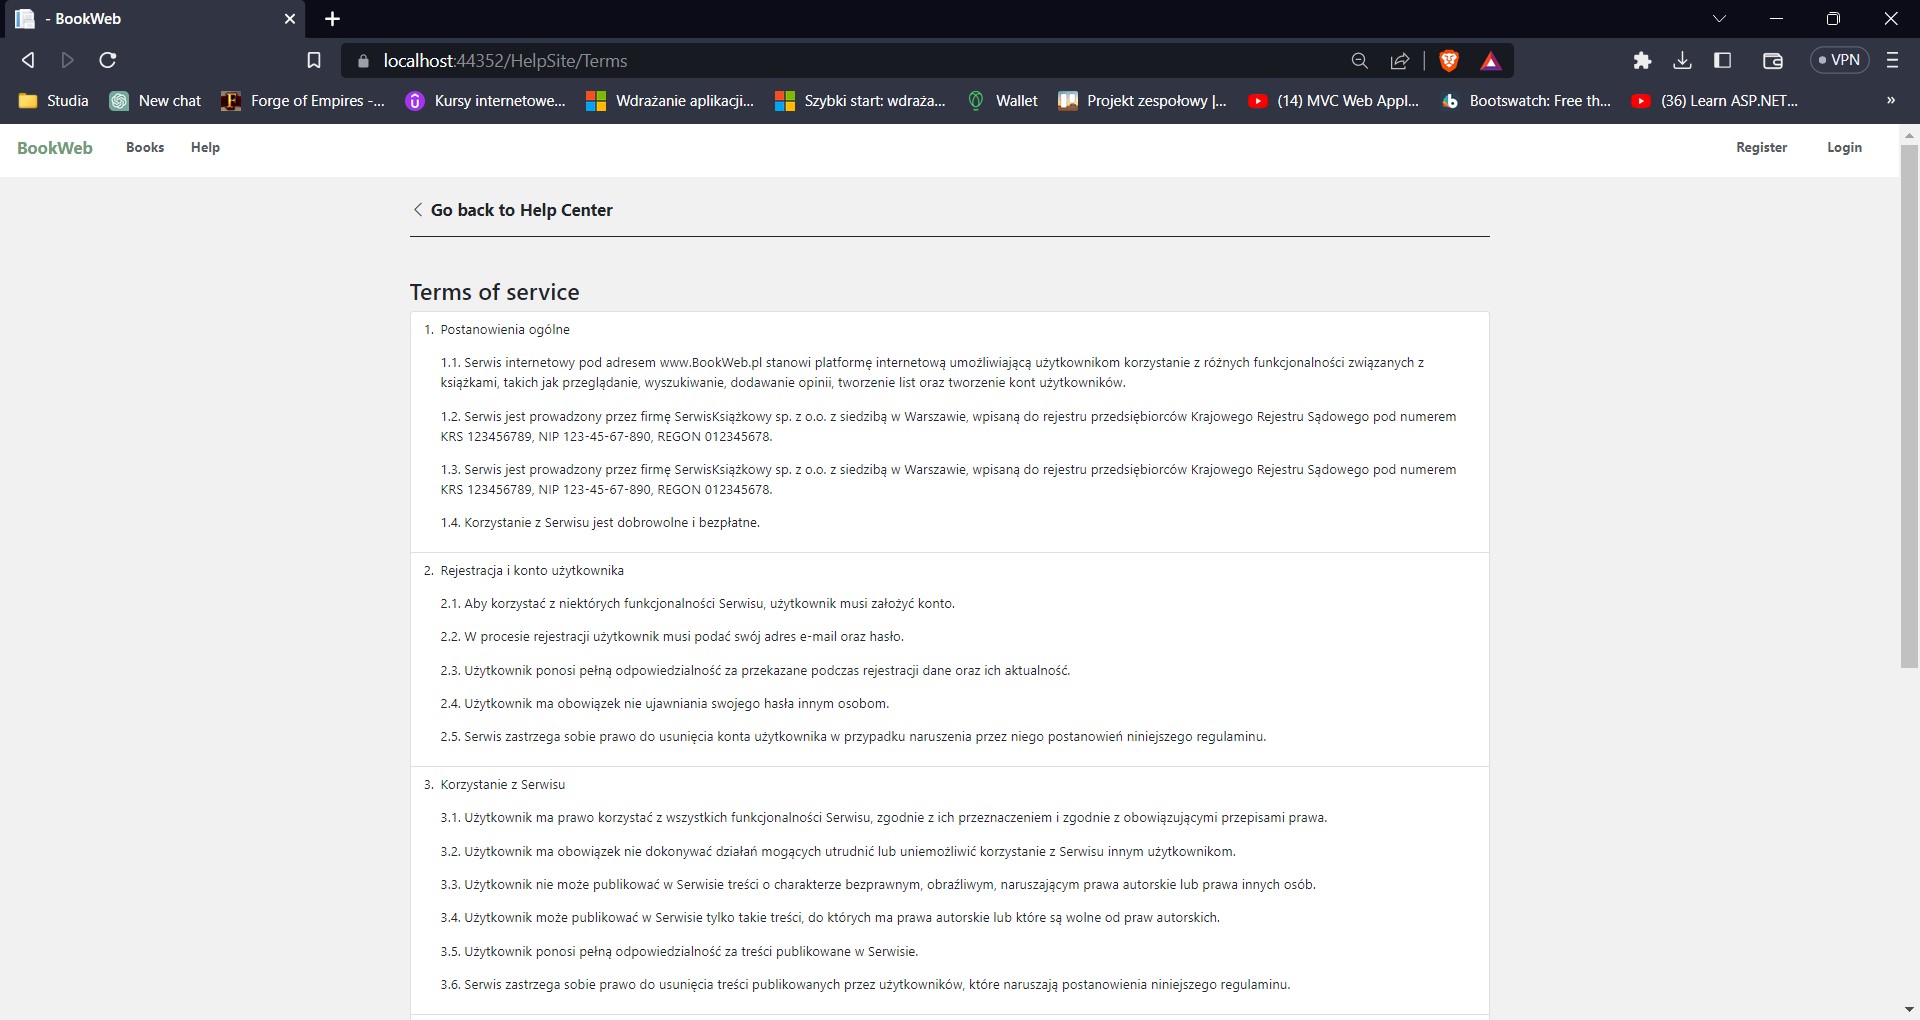 - BookWeb
localhost:44352/HelpSite/Terms
VPN
Studia
New chat
Forge of Empires -...
Kursy internetowe...
Wdrażanie aplikacji...
Szybki start: wdraża...
Wallet
Projekt zespołowy |...
(14) MVC Web Appl...
Bootswatch: Free th...
(36) Learn ASP.NET...
»
BookWeb
Books
Help
Register
Login
Go back to Help Center
Terms of service
1. Postanowienia ogólne
1.1. Serwis internetowy pod adresem www.BookWeb.pl stanowi platformę internetową umożliwiającą użytkownikom korzystanie z różnych funkcjonalności związanych z
książkami, takich jak przeglądanie, wyszukiwanie, dodawanie opinii, tworzenie list oraz tworzenie kont użytkowników.
1.2. Serwis jest prowadzony przez firmę SerwisKsiążkowy sp. z o.o. z siedzibą w Warszawie, wpisaną do rejestru przedsiębiorców Krajowego Rejestru Sądowego pod numerem
KRS 123456789, NIP 123-45-67-890, REGON 012345678.
1.3. Serwis jest prowadzony przez firmę SerwisKsiążkowy sp. z o.o. z siedzibą w Warszawie, wpisaną do rejestru przedsiębiorców Krajowego Rejestru Sądowego pod numerem
KRS 123456789, NIP 123-45-67-890, REGON 012345678.
1.4. Korzystanie z Serwisu jest dobrowolne i bezpłatne.
2. Rejestracja i konto użytkownika
2.1. Aby korzystać z niektórych funkcjonalności Serwisu, użytkownik musi założyć konto.
2.2. W procesie rejestracji użytkownik musi podać swój adres e-mail oraz hasło.
2.3. Użytkownik ponosi pełną odpowiedzialność za przekazane podczas rejestracji dane oraz ich aktualność.
2.4. Użytkownik ma obowiązek nie ujawniania swojego hasła innym osobom.
2.5. Serwis zastrzega sobie prawo do usunięcia konta użytkownika w przypadku naruszenia przez niego postanowień niniejszego regulaminu.
3. Korzystanie z Serwisu
3.1. Użytkownik ma prawo korzystać z wszystkich funkcjonalności Serwisu, zgodnie z ich przeznaczeniem i zgodnie z obowiązującymi przepisami prawa.
3.2. Użytkownik ma obowiązek nie dokonywać działań mogących utrudnić lub uniemożliwić korzystanie z Serwisu innym użytkownikom.
3.3. Użytkownik nie może publikować w Serwisie treści o charakterze bezprawnym, obraźliwym, naruszającym prawa autorskie lub prawa innych osób.
3.4. Użytkownik może publikować w Serwisie tylko takie treści, do których ma prawa autorskie lub które są wolne od praw autorskich.
3.5. Użytkownik ponosi pełną odpowiedzialność za treści publikowane w Serwisie.
3.6. Serwis zastrzega sobie prawo do usunięcia treści publikowanych przez użytkowników, które naruszają postanowienia niniejszego regulaminu.